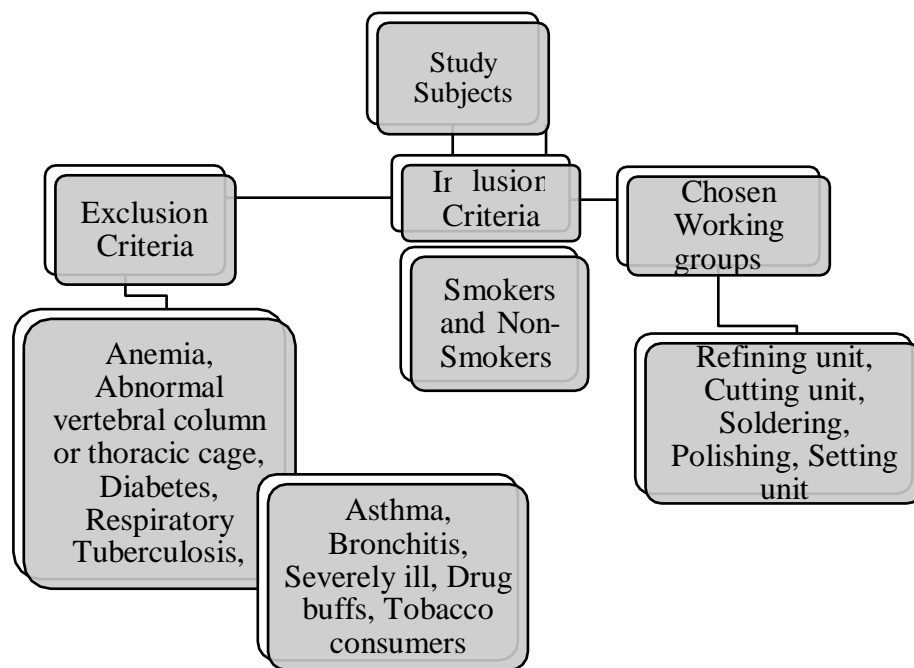 Study
Subjects
Exclusion
Criteria
Inclusion
Criteria
Chosen
Working
groups
Smokers
and Non-
Smokers
Anemia,
Abnormal
vertebral column
or thoracic cage,
Diabetes,
Respiratory
Tuberculosis,
Asthma,
Bronchitis,
Severely ill, Drug
buffs, Tobacco
consumers
Refining unit,
Cutting unit,
Soldering,
Polishing, Setting
unit